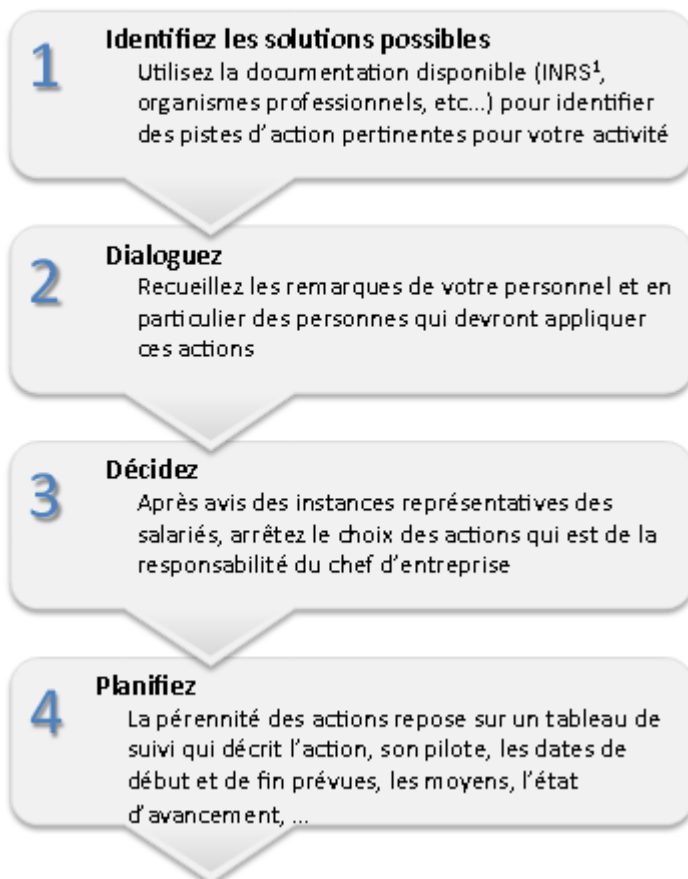 1
Identifiez les solutions possibles
Utilisez la documentation disponible (INRS¹,
organismes professionnels, etc...) pour identifier
des pistes d'action pertinentes pour votre activité
2
Dialoguez
Recueillez les remarques de votre personnel et en
particulier des personnes qui devront appliquer
ces actions
3
Décidez
Après avis des instances représentatives des
salariés, arrêtez le choix des actions qui est de la
responsabilité du chef d'entreprise
4
Planifiez
La pérennité des actions repose sur un tableau de
suivi qui décrit l'action, son pilote, les dates de
début et de fin prévues, les moyens, l'état
d'avancement, ...